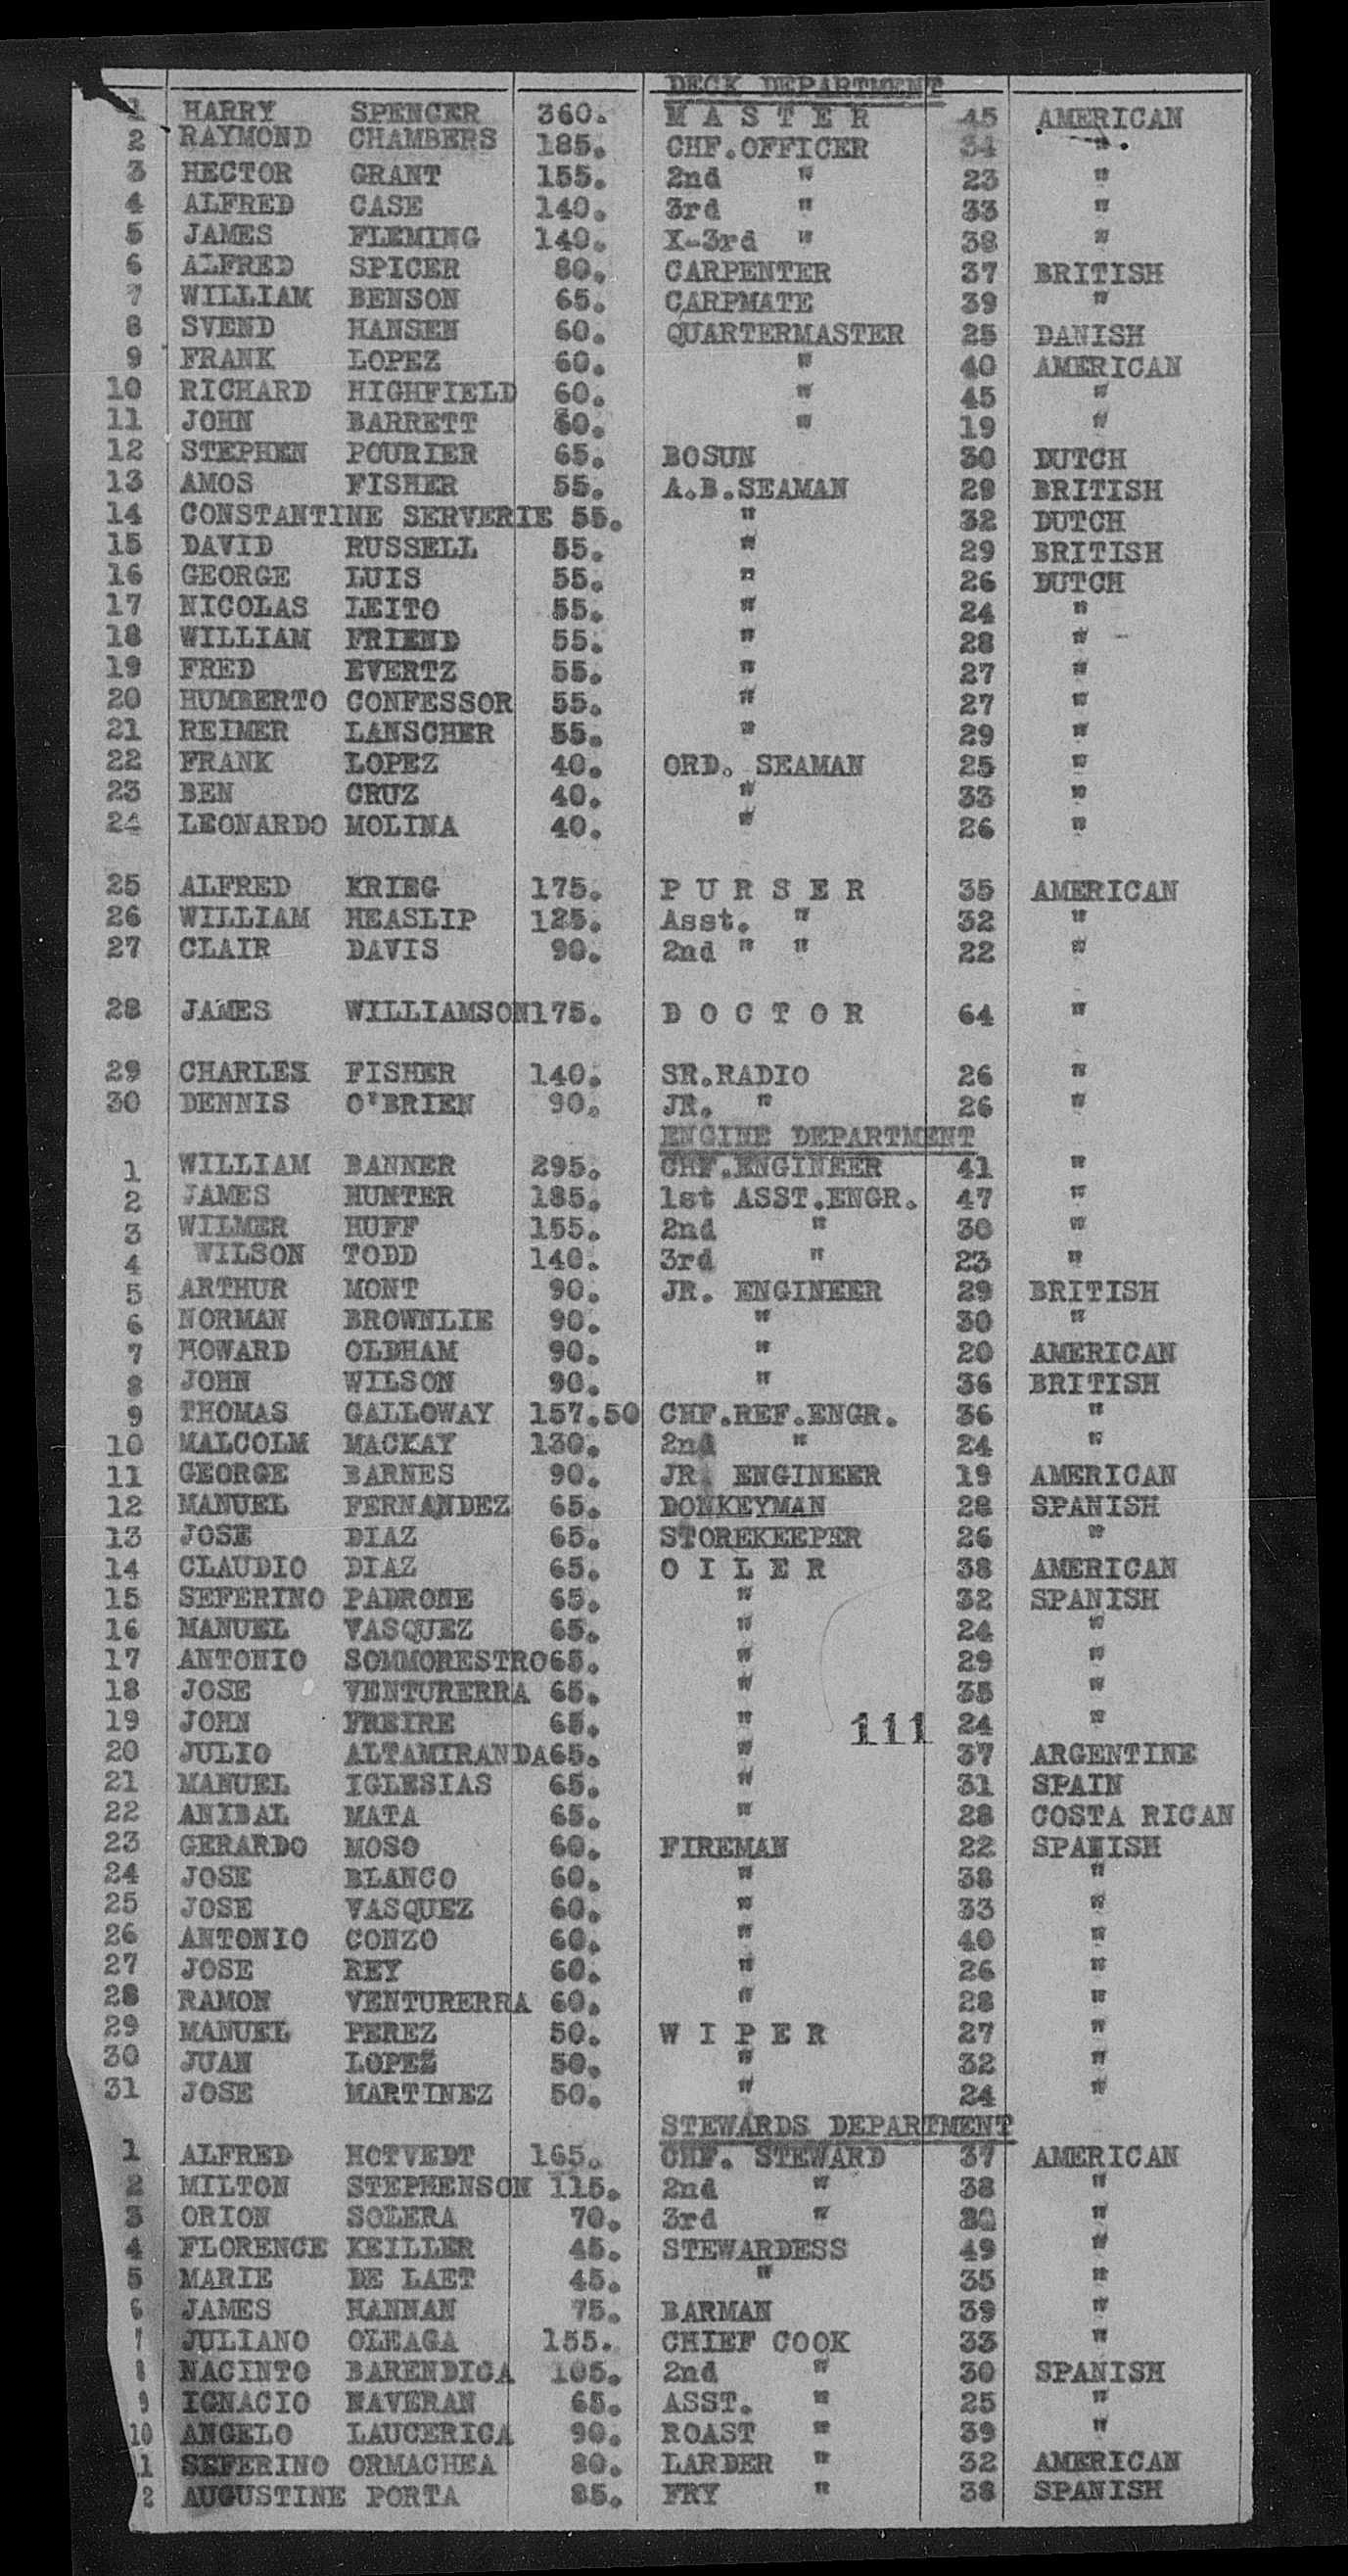 DECK DEPARTMENT
1 HARRY SPENCER 360. M A S T E R 45 AMERICAN
2 RAYMOND CHAMBERS 185. CHF.OFFICER 34 "
3 HECTOR GRANT 155. 2nd " 23 "
4 ALFRED CASE 140. 3rd " 33 "
5 JAMES FLEMING 140. X-3rd " 38 "
6 ALFRED SPICER 80. CARPENTER 37 BRITISH
7 WILLIAM BENSON 65. CARPMATE 39 "
8 SVEND HANSEN 60. QUARTERMASTER 25 DANISH
9 FRANK LOPEZ 60. " 40 AMERICAN
10 RICHARD HIGHFIELD 60. " 45 "
11 JOHN BARRETT 60. " 19 "
12 STEPHEN POURIER 65. BOSUN 30 DUTCH
13 AMOS FISHER 55. A.B.SEAMAN 29 BRITISH
14 CONSTANTINE SERVERIE 55. " 32 DUTCH
15 DAVID RUSSELL 55. " 29 BRITISH
16 GEORGE LUIS 55. " 26 DUTCH
17 NICOLAS LEITO 55. " 24 "
18 WILLIAM FRIEND 55. " 28 "
19 FRED EVERTZ 55. " 27 "
20 HUMBERTO CONFESSOR 55. " 27 "
21 REIMER LANSCHER 55. " 29 "
22 FRANK LOPEZ 40. ORD. SEAMAN 25 "
23 BEN CRUZ 40. " 33 "
24 LEONARDO MOLINA 40. " 26 "
25 ALFRED KRIEG 175. P U R S E R 35 AMERICAN
26 WILLIAM HEASLIP 125. Asst. " 32 "
27 CLAIR DAVIS 90. 2nd " " 22 "
28 JAMES WILLIAMSON 175. D O C T O R 64 "
29 CHARLES FISHER 140. SR.RADIO 26 "
30 DENNIS O'BRIEN 90. JR. " 26 "
ENGINE DEPARTMENT
1 WILLIAM BANNER 295. CHF.ENGINEER 41 "
2 JAMES HUNTER 185. 1st ASST.ENGR. 47 "
3 WILMER HUFF 155. 2nd " 30 "
4 WILSON TODD 140. 3rd " 23 "
5 ARTHUR MONT 90. JR. ENGINEER 29 BRITISH
6 NORMAN BROWNLIE 90. " 30 "
7 HOWARD OLDHAM 90. " 20 AMERICAN
8 JOHN WILSON 90. " 36 BRITISH
9 THOMAS GALLOWAY 157.50 CHF.REF.ENGR. 36 "
10 MALCOLM MACKAY 130. 2nd " 24 "
11 GEORGE BARNES 90. JR. ENGINEER 19 AMERICAN
12 MANUEL FERNANDEZ 65. DONKEYMAN 28 SPANISH
13 JOSE DIAZ 65. STOREKEEPER 26 "
14 CLAUDIO DIAZ 65. O I L E R 38 AMERICAN
15 SEFERINO PADRONE 65. " 32 SPANISH
16 MANUEL VASQUEZ 65. " 24 "
17 ANTONIO SOMMORESTRO 65. " 29 "
18 JOSE VENTURERRA 65. " 35 "
19 JOHN FREIRE 65. " 111 24 "
20 JULIO ALTAMIRANDA 65. " 37 ARGENTINE
21 MANUEL IGLESIAS 65. " 31 SPAIN
22 ANIBAL MATA 65. " 28 COSTA RICAN
23 GERARDO MOSO 60. FIREMAN 22 SPANISH
24 JOSE BLANCO 60. " 38 "
25 JOSE VASQUEZ 60. " 33 "
26 ANTONIO CONZO 60. " 40 "
27 JOSE REY 60. " 26 "
28 RAMON VENTURERRA 60. " 28 "
29 MANUEL PEREZ 50. W I P E R 27 "
30 JUAN LOPEZ 50. " 32 "
31 JOSE MARTINEZ 50. " 24 "
STEWARDS DEPARTMENT
1 ALFRED HOTVEDT 165. CHF. STEWARD 37 AMERICAN
2 MILTON STEPHENSON 115. 2nd " 38 "
3 ORION SOLERA 70. 3rd " "
4 FLORENCE KEILLER 45. STEWARDESS 49 "
5 MARIE DE LAET 45. " 35 "
6 JAMES HANNAN 75. BARMAN 39 "
7 JULIANO OLEAGA 155. CHIEF COOK 33 "
8 NACINTO BARENDICA 105. 2nd " 30 SPANISH
9 IGNACIO NAVERAN 65. ASST. " 25 "
10 ANGELO LAUCERICA 90. ROAST " 39 "
1 SEFERINO ORMACHEA 80. LARDER " 32 AMERICAN
2 AUGUSTINE PORTA 85. FRY " 38 SPANISH